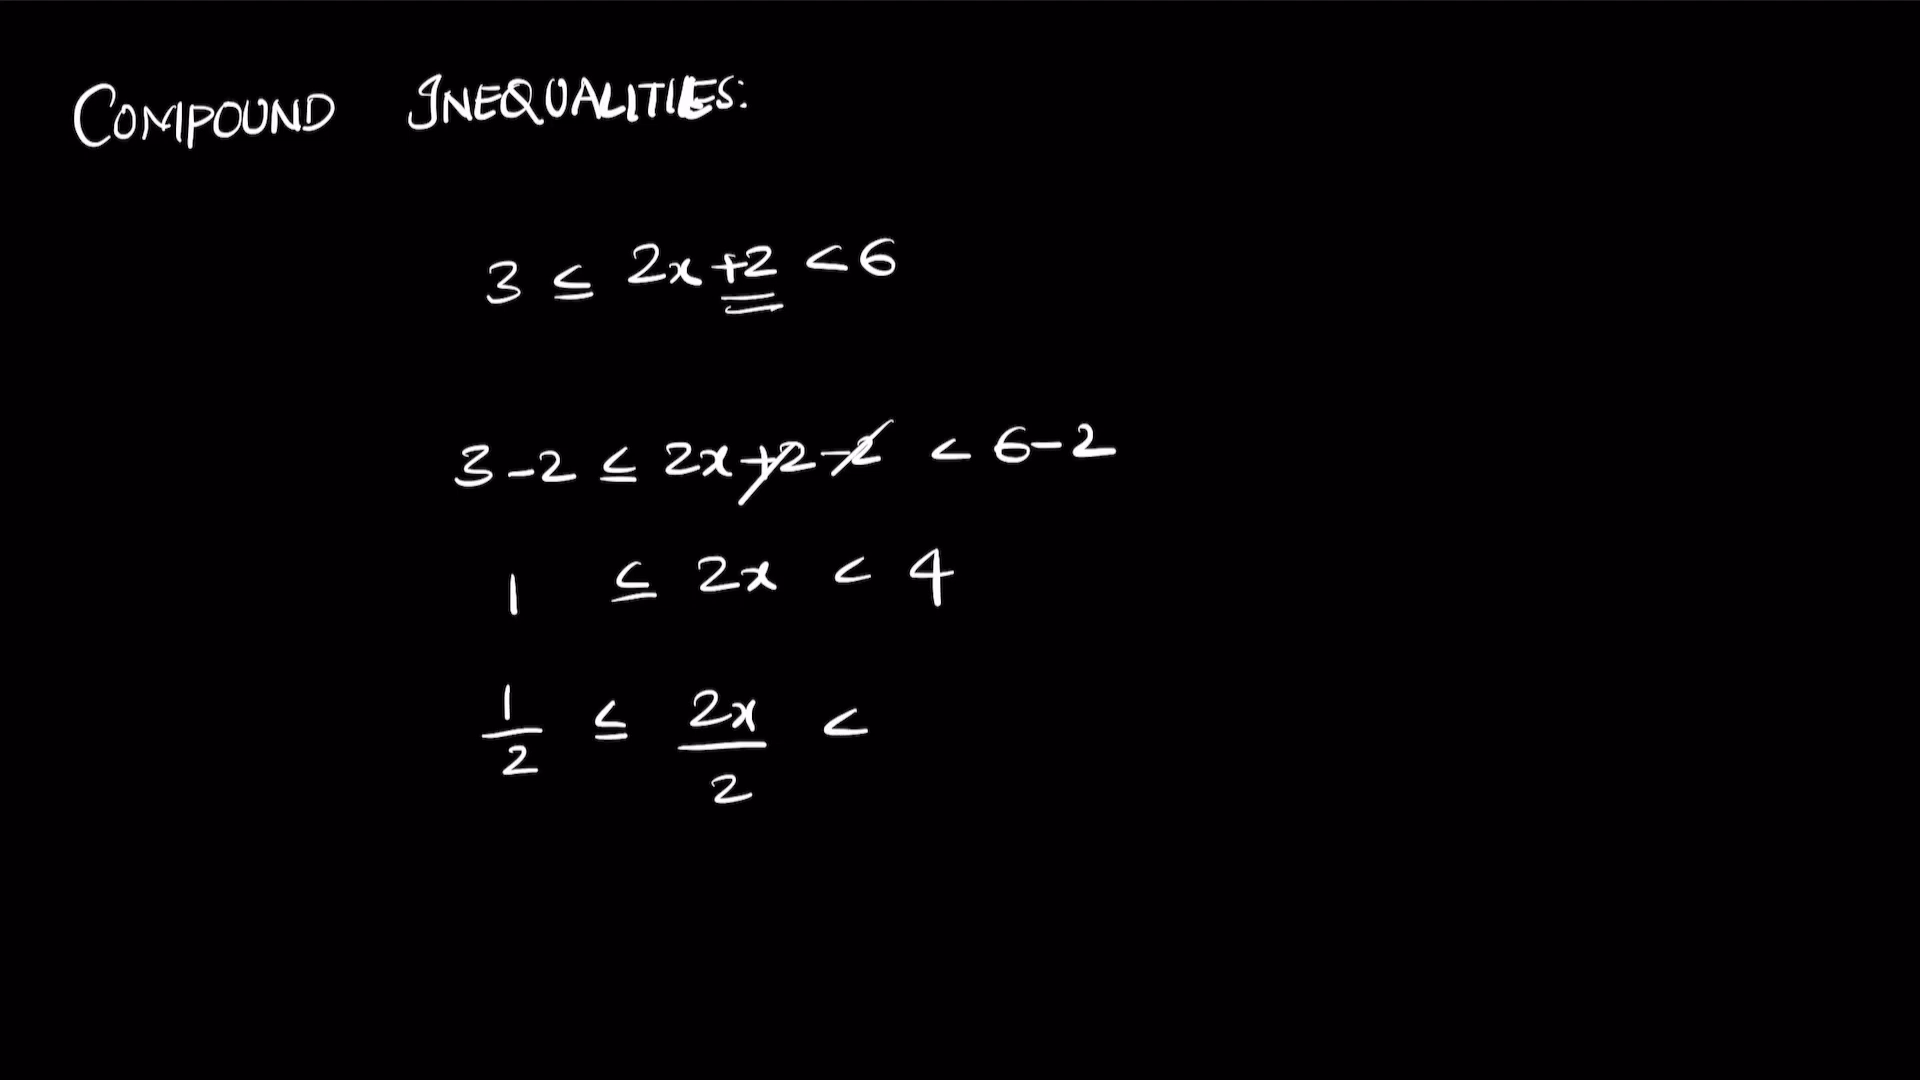 COMPOUND INEQUALITIES:
3 ≤ 2x+2 < 6
3-2 ≤ 2x+2-2 < 6-2
1 ≤ 2x < 4
1/2 ≤ 2x/2 <